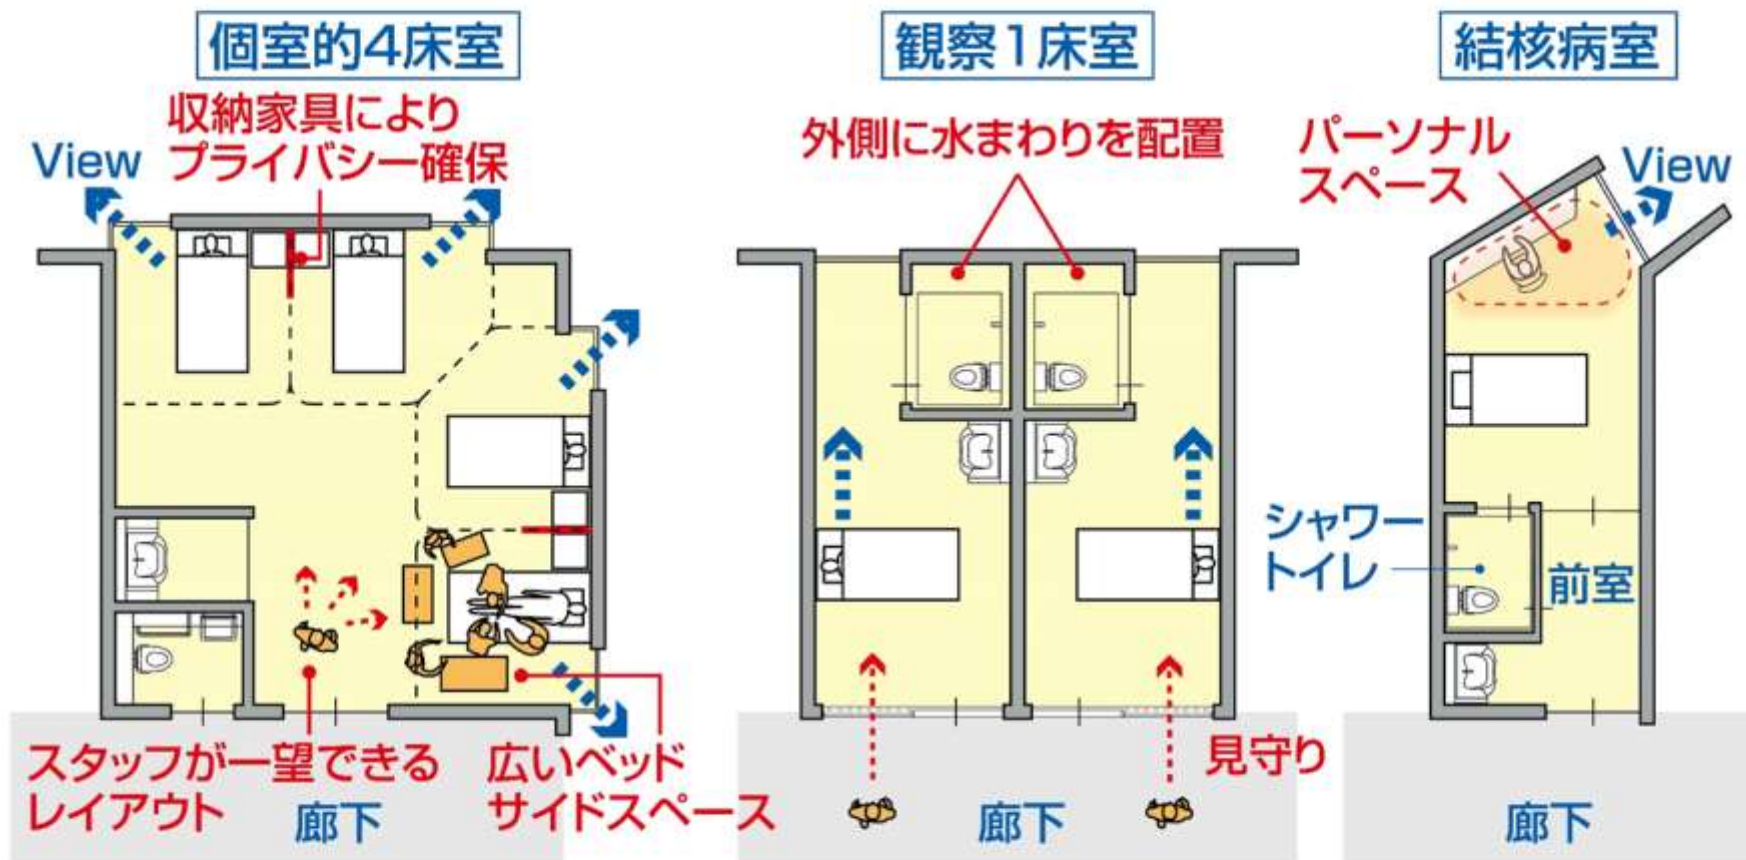 個室的4床室
収納家具により
プライバシー確保
View
スタッフが一望できる
レイアウト
広いベッド
サイドスペース
廊下
観察1床室
外側に水まわりを配置
見守り
廊下
結核病室
パーソナル
スペース
View
シャワー
トイレ
前室
廊下